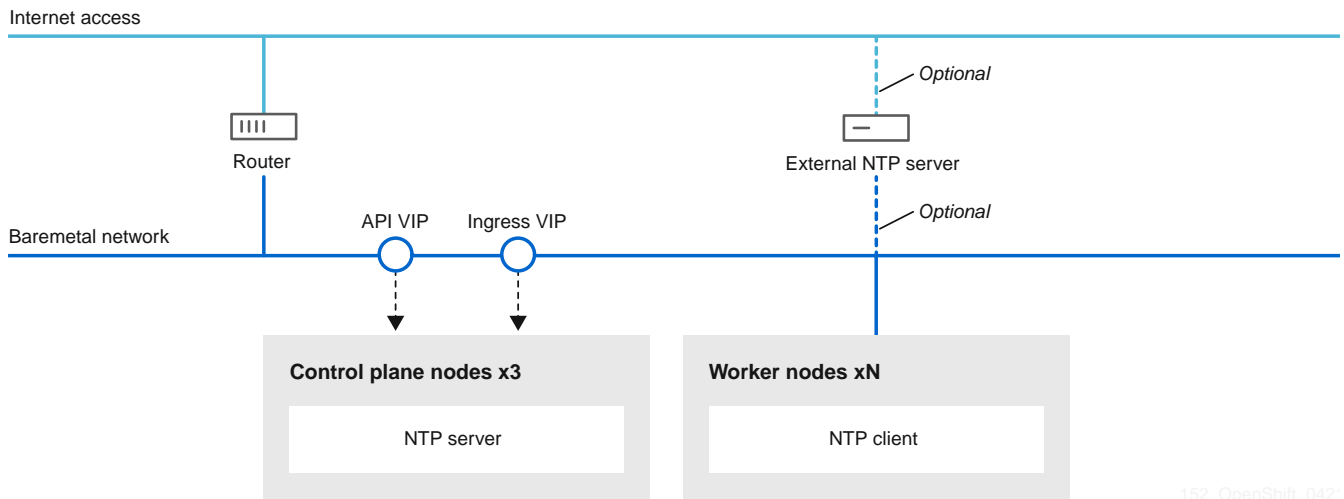 Internet access
Optional
Router
External NTP server
Optional
API VIP
Ingress VIP
Baremetal network
Control plane nodes x3
Worker nodes xN
NTP server
NTP client
152_OpenShift_042